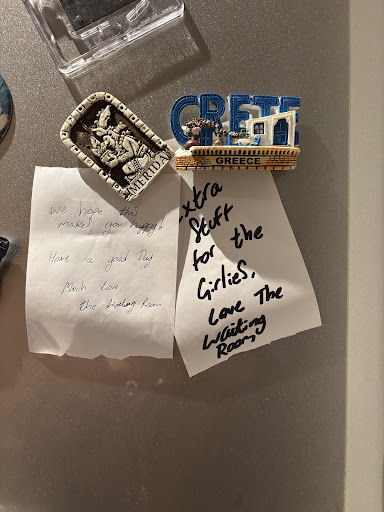 CRETE
GREECE
MERIDA
we hope this
makes you happy
Have a good Day
Much Love,
the Waiting Room
Extra
Stuff
for the
Girlies,
Love The
Waiting
Room